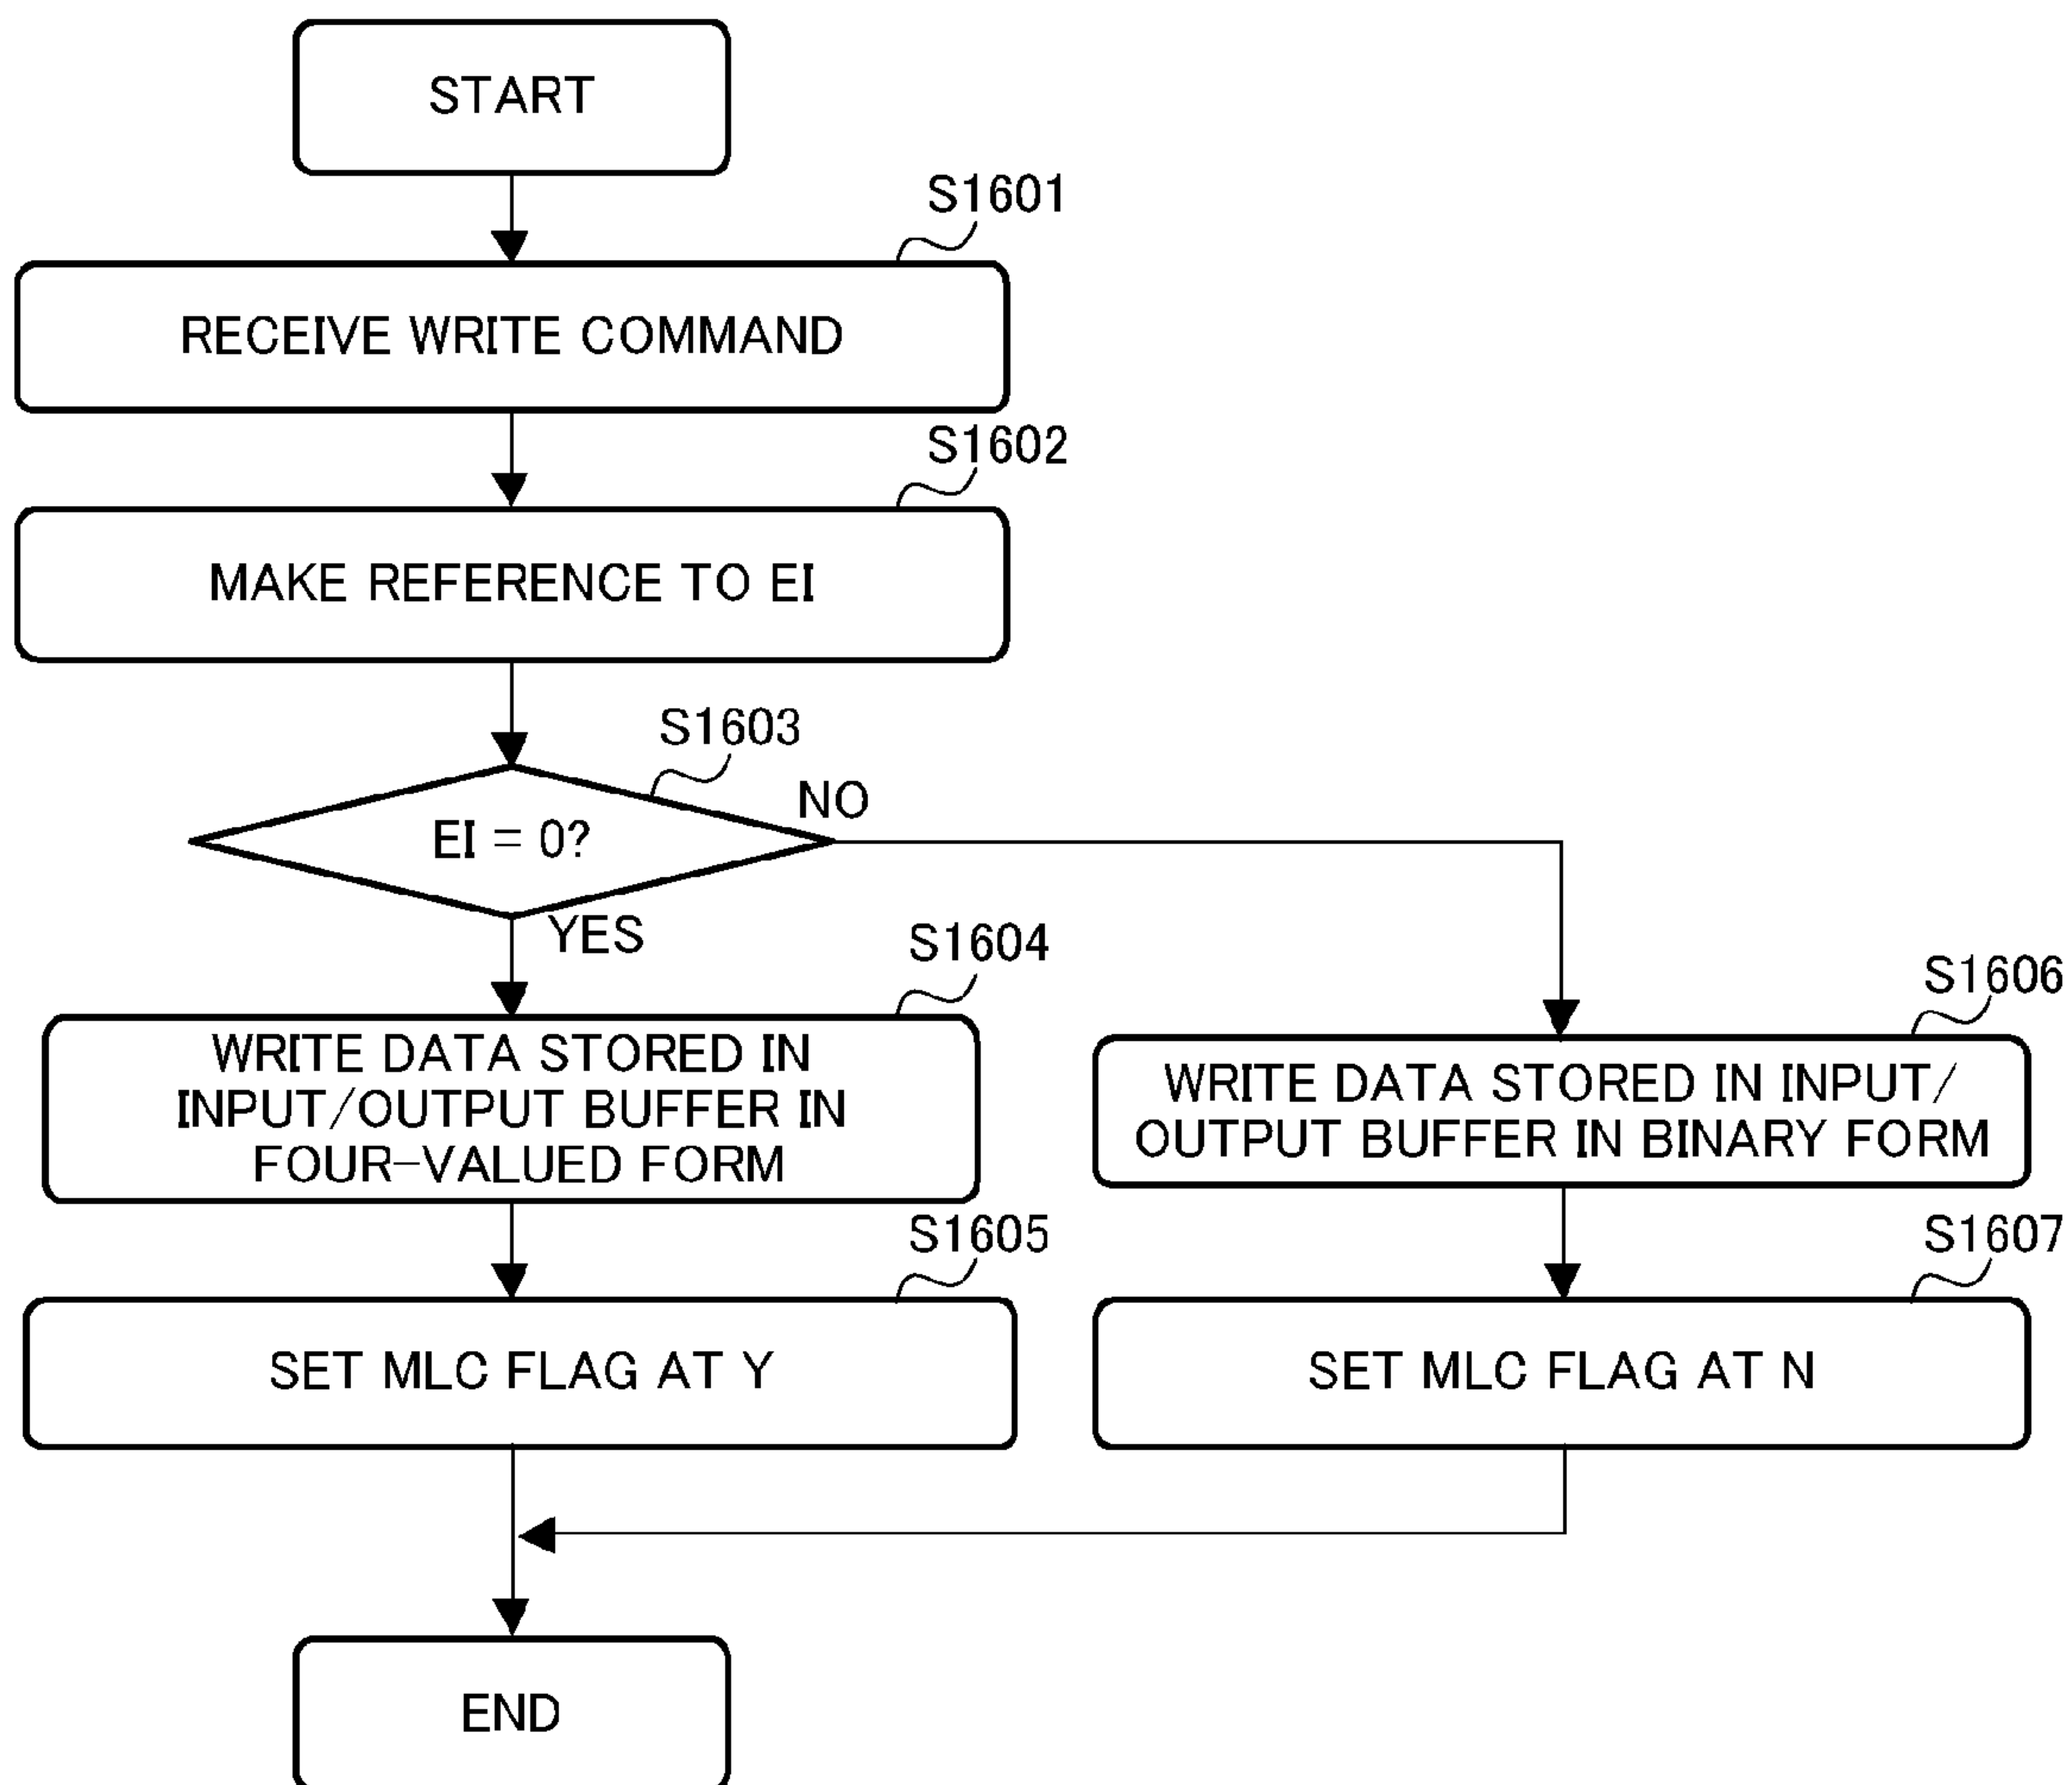 START
S1601
RECEIVE WRITE COMMAND
S1602
MAKE REFERENCE TO EI
S1603
EI = 0?
NO
YES
S1604
WRITE DATA STORED IN
INPUT/OUTPUT BUFFER IN
FOUR-VALUED FORM
S1606
WRITE DATA STORED IN INPUT/
OUTPUT BUFFER IN BINARY FORM
S1605
SET MLC FLAG AT Y
S1607
SET MLC FLAG AT N
END